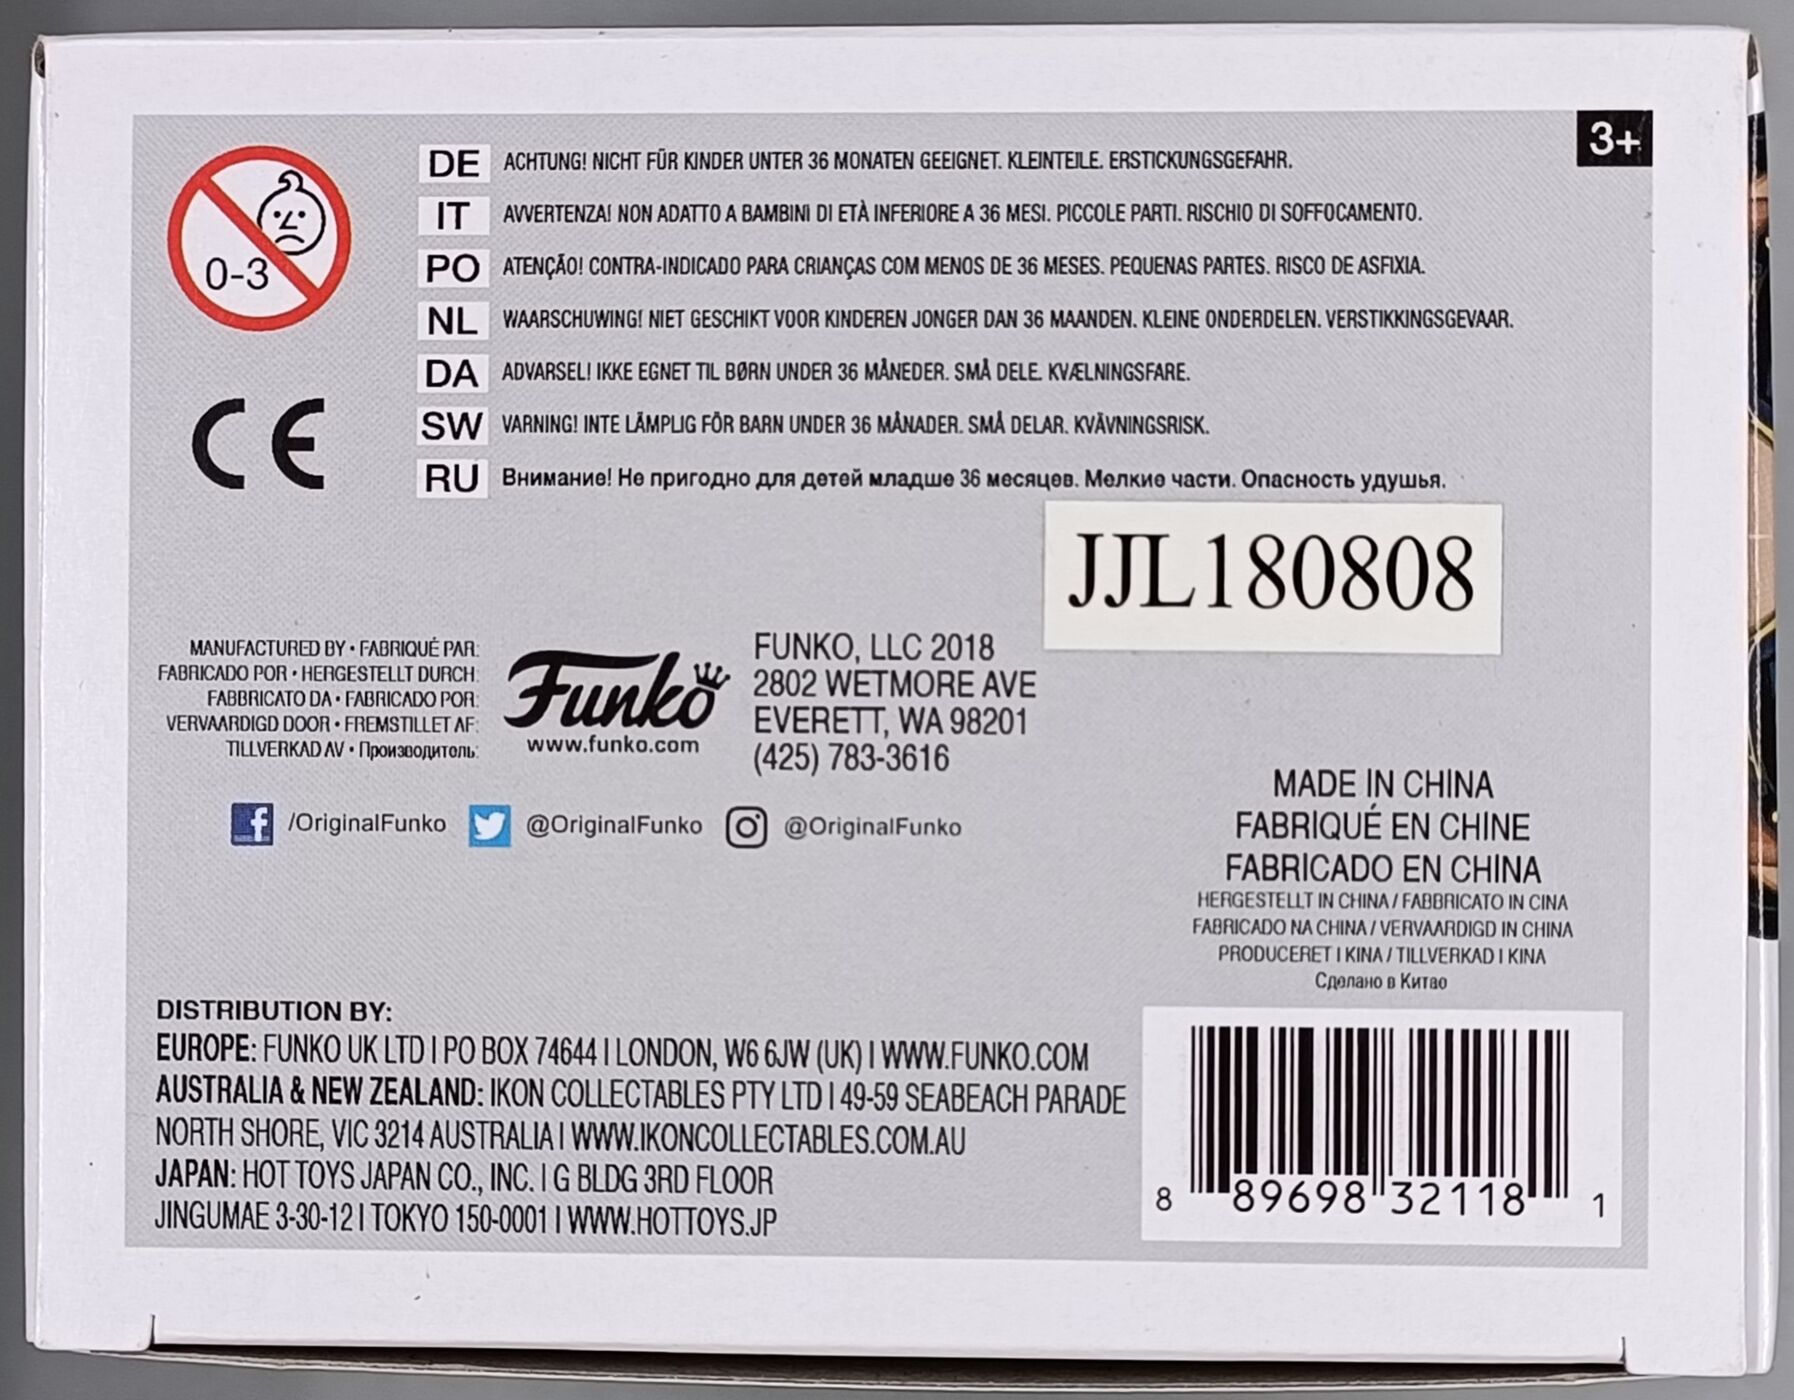 3+
0-3
DE ACHTUNG! NICHT FÜR KINDER UNTER 36 MONATEN GEEIGNET. KLEINTEILE. ERSTICKUNGSGEFAHR.
IT AVVERTENZA! NON ADATTO A BAMBINI DI ETÀ INFERIORE A 36 MESI. PICCOLE PARTI. RISCHIO DI SOFFOCAMENTO.
PO ATENÇÃO! CONTRA-INDICADO PARA CRIANÇAS COM MENOS DE 36 MESES. PEQUENAS PARTES. RISCO DE ASFIXIA.
NL WAARSCHUWING! NIET GESCHIKT VOOR KINDEREN JONGER DAN 36 MAANDEN. KLEINE ONDERDELEN. VERSTIKKINGSGEVAAR.
DA ADVARSEL! IKKE EGNET TIL BØRN UNDER 36 MÅNEDER. SMÅ DELE. KVÆLNINGSFARE.
SW VARNING! INTE LÄMPLIG FÖR BARN UNDER 36 MÅNADER. SMÅ DELAR. KVÄVNINGSRISK.
RU Внимание! Не пригодно для детей младше 36 месяцев. Мелкие части. Опасность удушья.
CE
JJL180808
MANUFACTURED BY • FABRIQUÉ PAR:
FABRICADO POR • HERGESTELLT DURCH:
FABBRICATO DA • FABRICADO POR:
VERVAARDIGD DOOR • FREMSTILLET AF:
TILLVERKAD AV • Производитель:
Funko
www.funko.com
FUNKO, LLC 2018
2802 WETMORE AVE
EVERETT, WA 98201
(425) 783-3616
/OriginalFunko @OriginalFunko @OriginalFunko
MADE IN CHINA
FABRIQUÉ EN CHINE
FABRICADO EN CHINA
HERGESTELLT IN CHINA / FABBRICATO IN CINA
FABRICADO NA CHINA / VERVAARDIGD IN CHINA
PRODUCERET I KINA / TILLVERKAD I KINA
Сделано в Китае
DISTRIBUTION BY:
EUROPE: FUNKO UK LTD | PO BOX 74644 | LONDON, W6 6JW (UK) | WWW.FUNKO.COM
AUSTRALIA & NEW ZEALAND: IKON COLLECTABLES PTY LTD | 49-59 SEABEACH PARADE
NORTH SHORE, VIC 3214 AUSTRALIA | WWW.IKONCOLLECTABLES.COM.AU
JAPAN: HOT TOYS JAPAN CO., INC. | G BLDG 3RD FLOOR
JINGUMAE 3-30-12 | TOKYO 150-0001 | WWW.HOTTOYS.JP
8 89698 32118 1